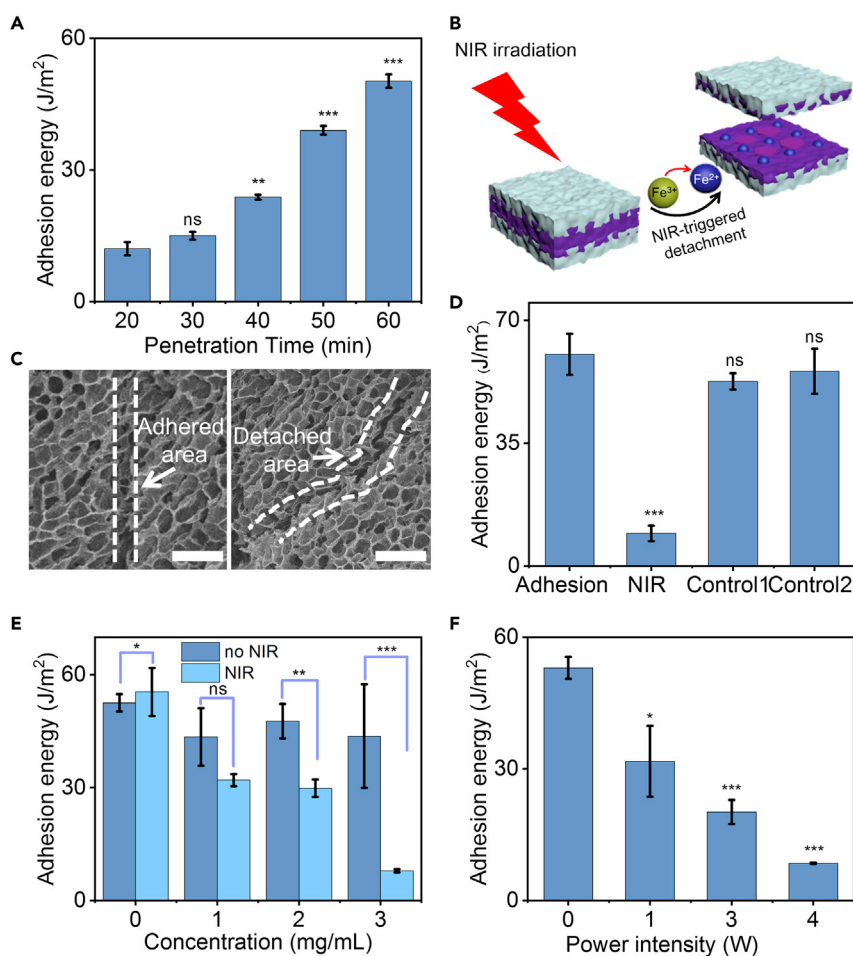 A
Adhesion energy (J/m²)
60
30
0
ns
**
***
***
20 30 40 50 60
Penetration Time (min)
B
NIR irradiation
Fe³⁺
Fe²⁺
NIR-triggered
detachment
C
Adhered
area
Detached
area
D
Adhesion energy (J/m²)
70
35
0
***
ns
ns
Adhesion NIR Control1 Control2
E
Adhesion energy (J/m²)
60
30
0
no NIR
NIR
*
ns
**
***
0 1 2 3
Concentration (mg/mL)
F
Adhesion energy (J/m²)
60
30
0
*
***
***
0 1 3 4
Power intensity (W)